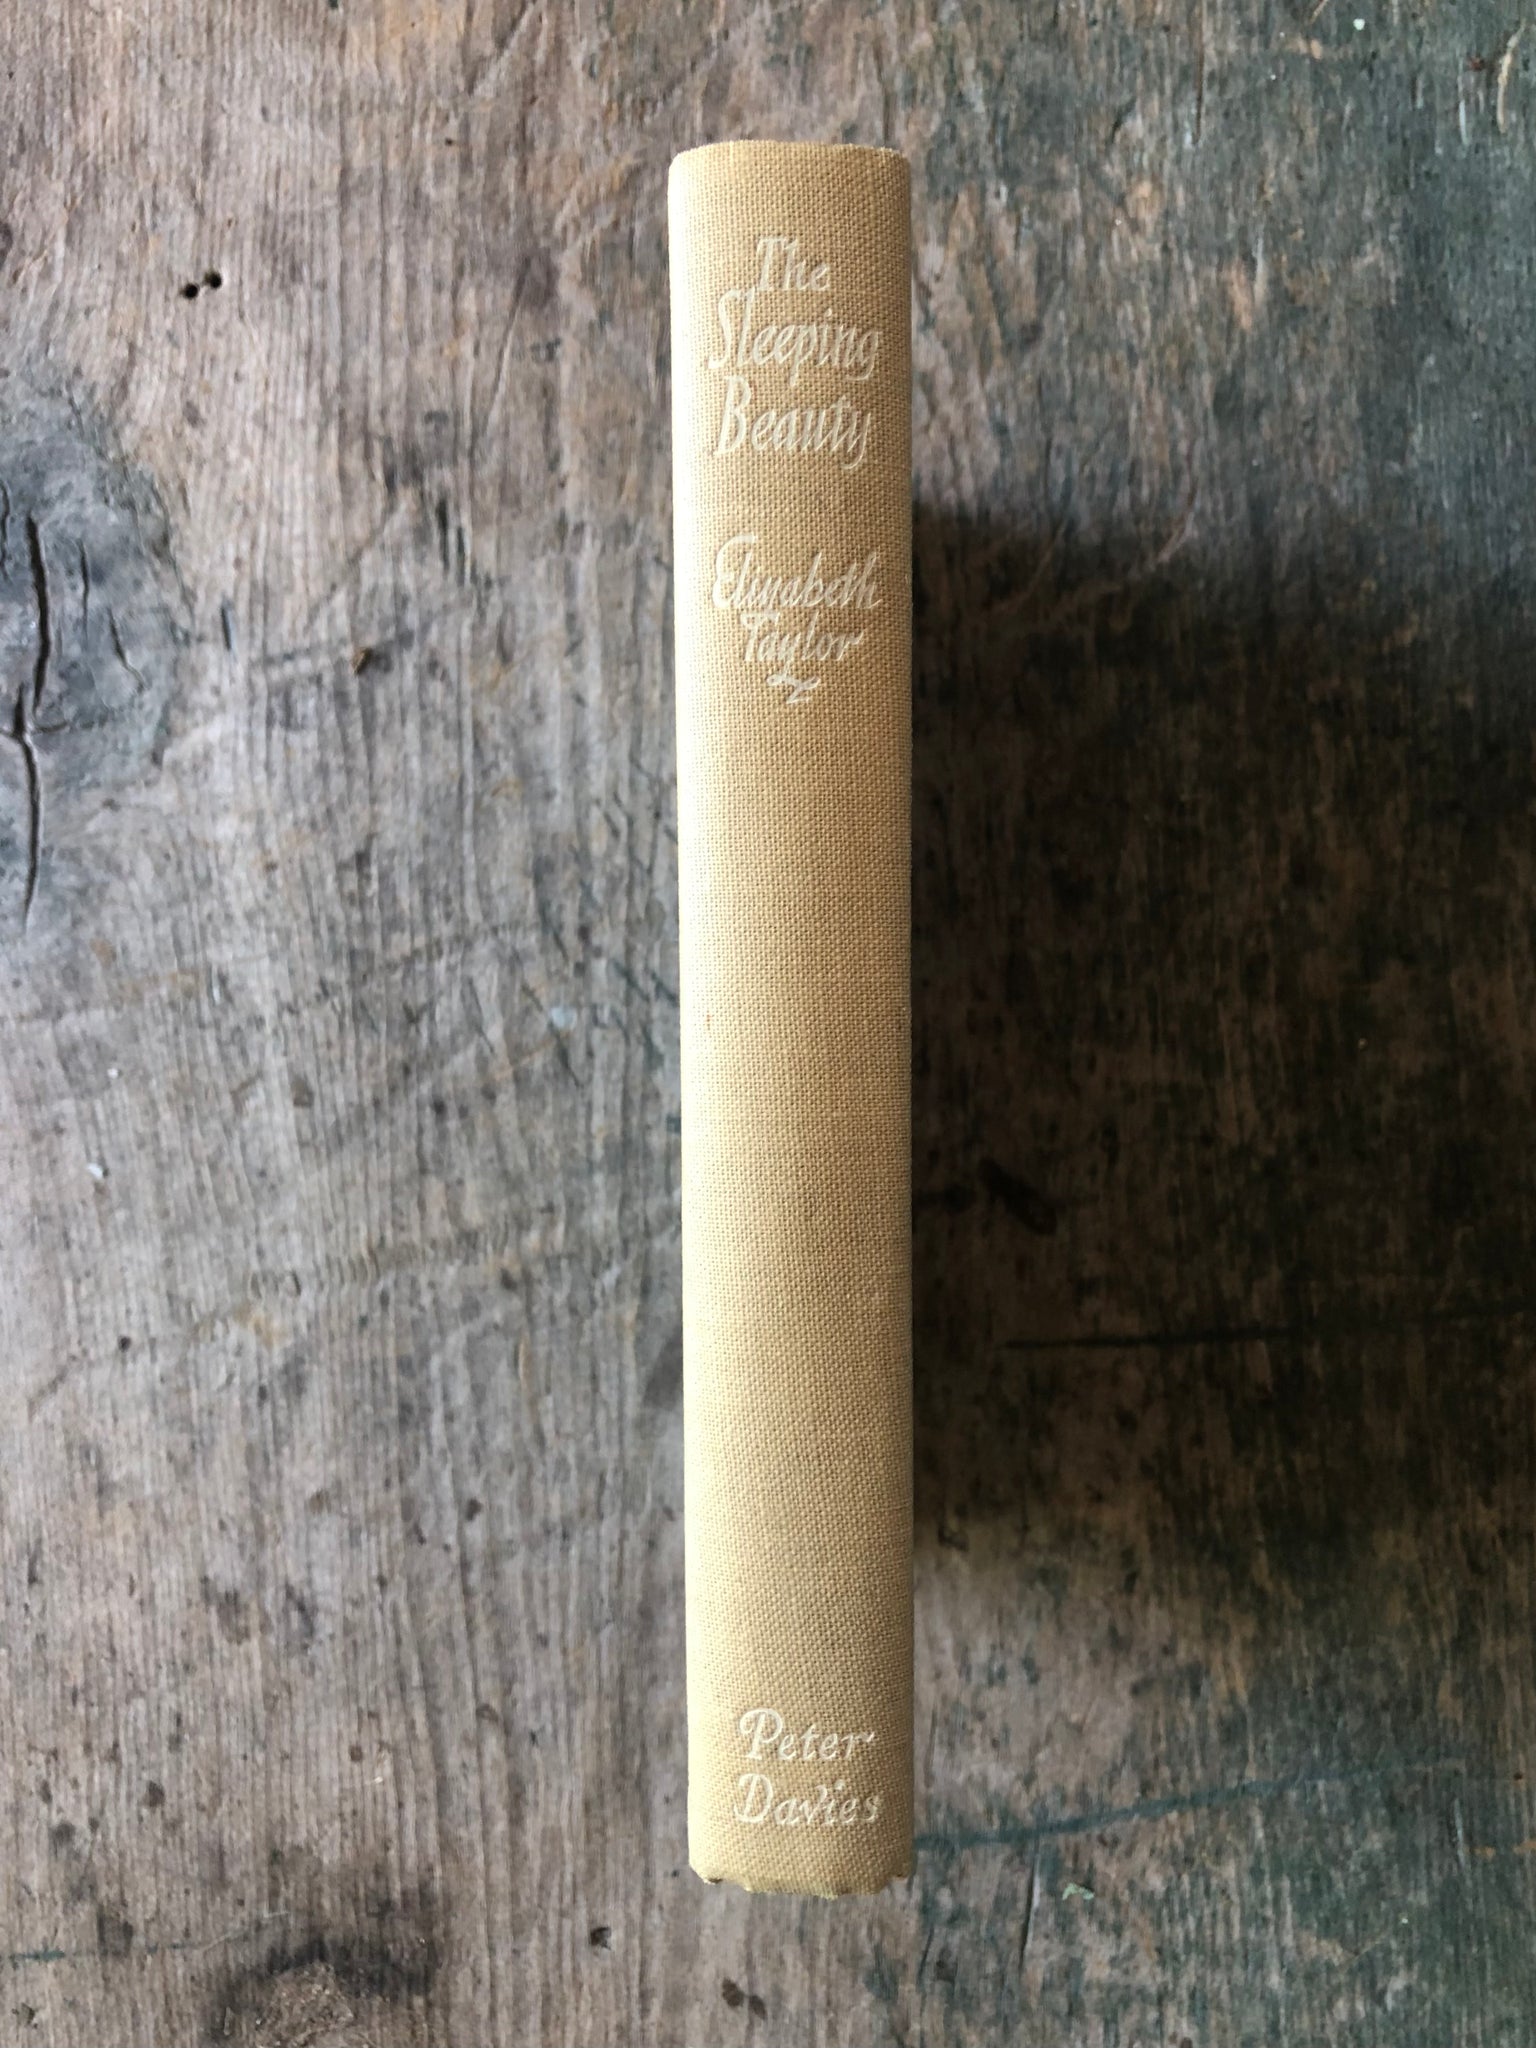 The
Sleeping
Beauty
Elizabeth
Taylor
Peter
Davies